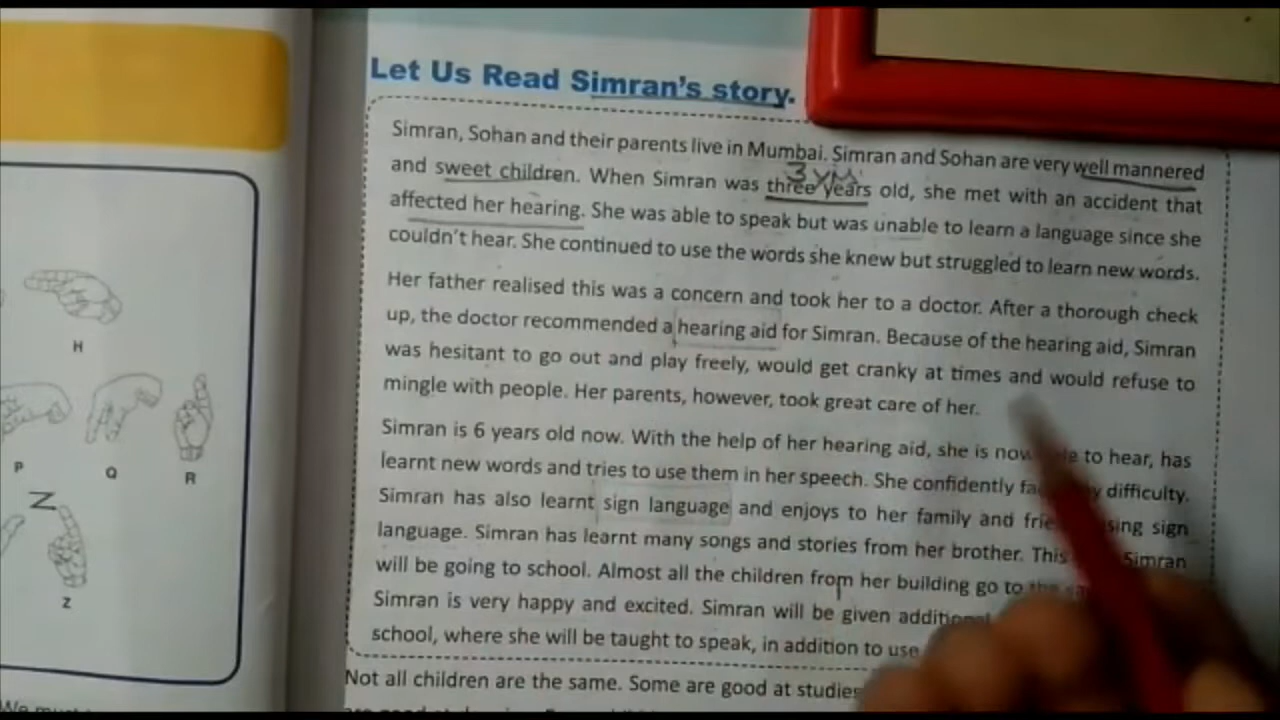 Let Us Read Simran's story.
Simran, Sohan and their parents live in Mumbai. Simran and Sohan are very well mannered
3 yrs
and sweet children. When Simran was three years old, she met with an accident that
affected her hearing. She was able to speak but was unable to learn a language since she
couldn't hear. She continued to use the words she knew but struggled to learn new words.
Her father realised this was a concern and took her to a doctor. After a thorough check
up, the doctor recommended a hearing aid for Simran. Because of the hearing aid, Simran
was hesitant to go out and play freely, would get cranky at times and would refuse to
mingle with people. Her parents, however, took great care of her.
Simran is 6 years old now. With the help of her hearing aid, she is now to hear, has
learnt new words and tries to use them in her speech. She confidently difficulty.
Simran has also learnt sign language and enjoys to her family and sign
language. Simran has learnt many songs and stories from her brother. This Simran
will be going to school. Almost all the children from her building go to
Simran is very happy and excited. Simran will be given additional
school, where she will be taught to speak, in addition to use
Not all children are the same. Some are good at studies
H
P
Q
R
Z
Z
We must